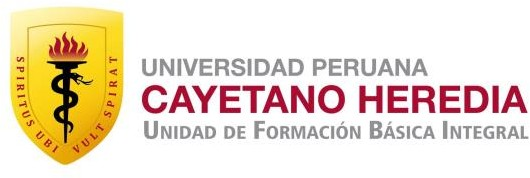 SPIRITUS UBI VULT SPIRAT
UNIVERSIDAD PERUANA
CAYETANO HEREDIA
UNIDAD DE FORMACIÓN BÁSICA INTEGRAL